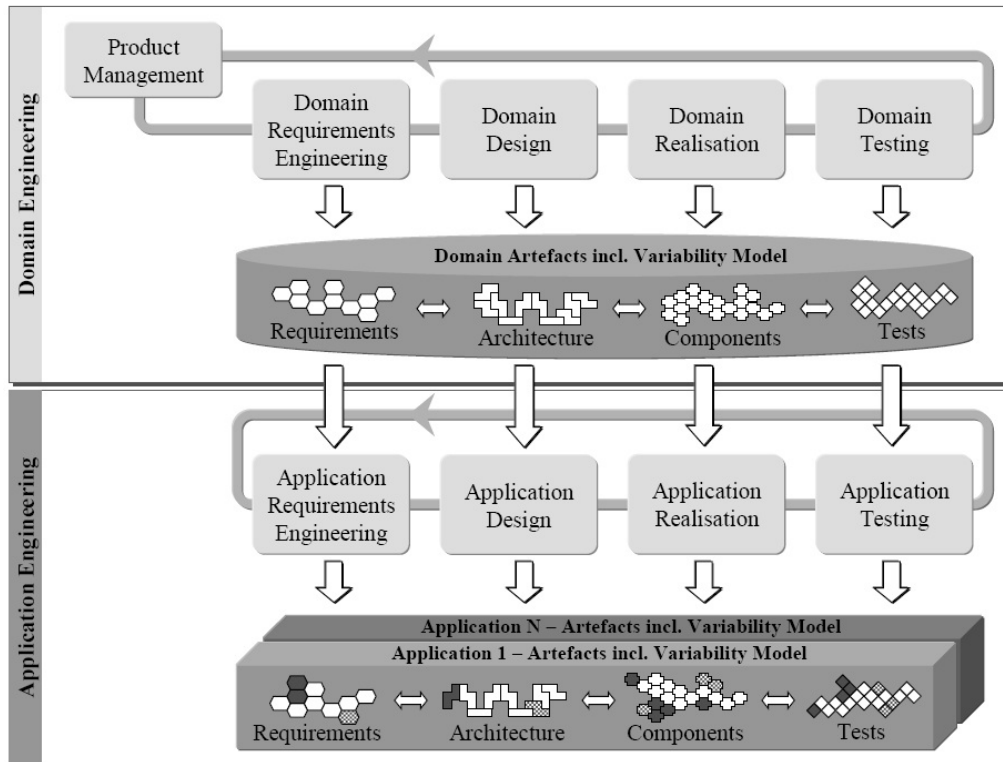 Domain Engineering
Product
Management
Domain
Requirements
Engineering
Domain
Design
Domain
Realisation
Domain
Testing
Domain Artefacts incl. Variability Model
Requirements
Architecture
Components
Tests
Application Engineering
Application
Requirements
Engineering
Application
Design
Application
Realisation
Application
Testing
Application N – Artefacts incl. Variability Model
Application 1 – Artefacts incl. Variability Model
Requirements
Architecture
Components
Tests